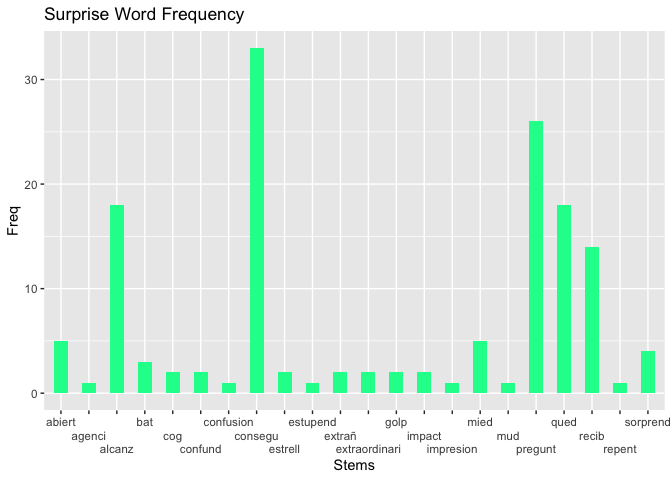 Surprise Word Frequency
Freq
30
20
10
0
abiert bat confusion estupend golp mied qued sorprend
agenci cog consegu extrañ impact mud recib
alcanz confund estrell extraordinari impresion pregunt repent
Stems